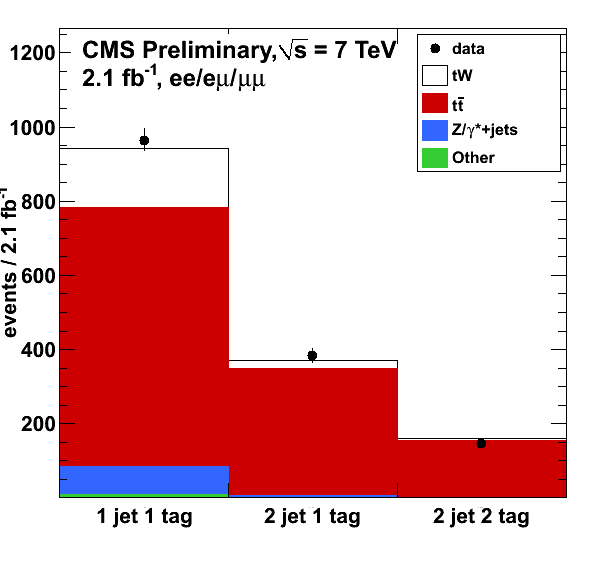 CMS Preliminary, √s = 7 TeV
2.1 fb⁻¹, ee/eμ/μμ
data
tW
tt̄
Z/γ*+jets
Other
events / 2.1 fb⁻¹
1200
1000
800
600
400
200
1 jet 1 tag
2 jet 1 tag
2 jet 2 tag